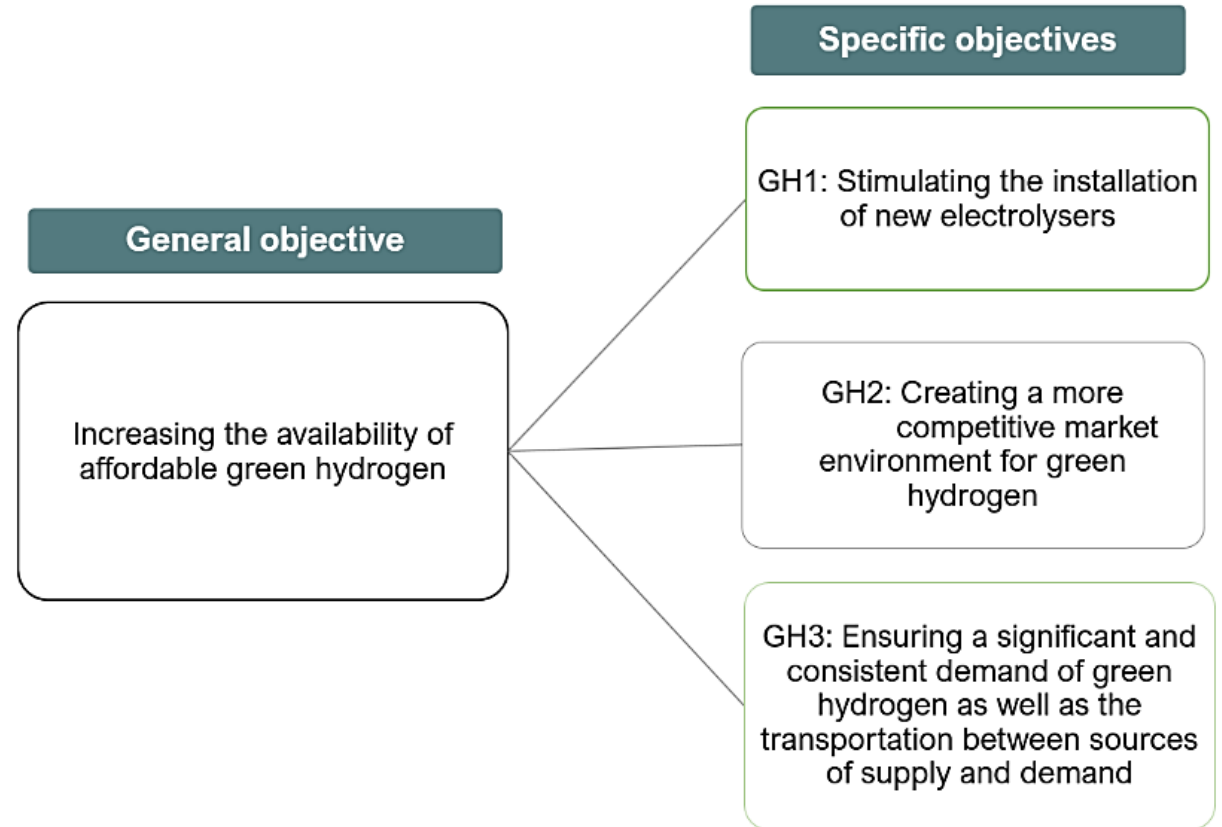 General objective
Increasing the availability of
affordable green hydrogen
Specific objectives
GH1: Stimulating the installation
of new electrolysers
GH2: Creating a more
competitive market
environment for green
hydrogen
GH3: Ensuring a significant and
consistent demand of green
hydrogen as well as the
transportation between sources
of supply and demand